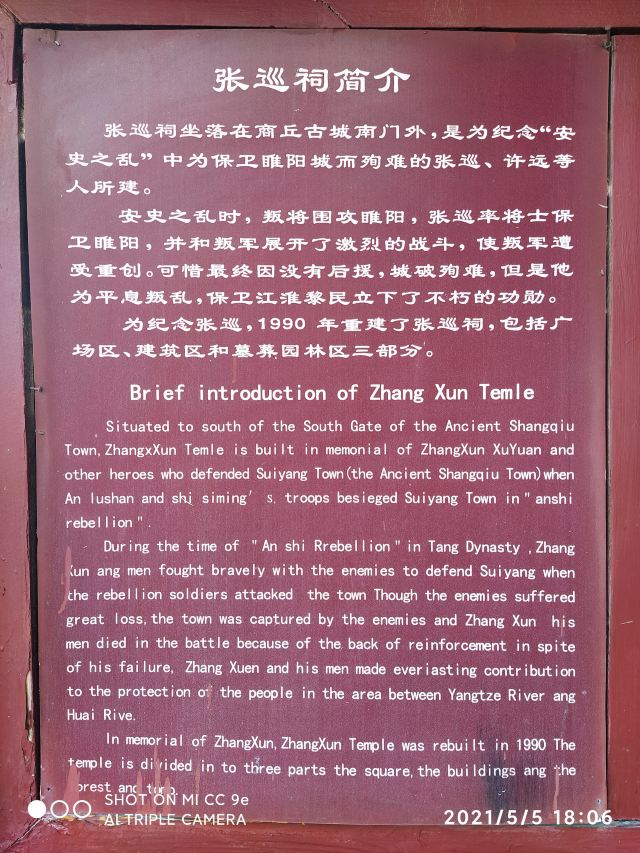 张巡祠简介
张巡祠坐落在商丘古城南门外，是为纪念“安
史之乱”中为保卫睢阳城而殉难的张巡、许远等
人所建。
安史之乱时，叛将围攻睢阳，张巡率将士保
卫睢阳，并和叛军展开了激烈的战斗，使叛军遭
受重创。可惜最终因没有后援，城破殉难，但是他
为平息叛乱，保卫江淮黎民立下了不朽的功勋。
为纪念张巡，1990 年重建了张巡祠，包括广
场区、建筑区和墓葬园林区三部分。
Brief introduction of Zhang Xun Temle
Situated to south of the South Gate of the Ancient Shangqiu
Town,ZhangxXun Temle is built in memonial of ZhangXun XuYuan and
other heroes who defended Suiyang Town(the Ancient Shangqiu Town)when
An lushan and shi siming’ s, troops besieged Suiyang Town in"anshi
rebellion".
During the time of "An shi Rrebellion"in Tang Dynasty ,Zhang
Xun ang men fought bravely with the enemies to defend Suiyang when
the rebellion soldiers attacked the town Though the enemies suffered
great loss,the town was captured by the enemies and Zhang Xun his
men died in the battle because of the back of reinforcement in spite
of his failure, Zhang Xuen and his men made everiasting contribution
to the protection of the people in the area between Yangtze River ang
Huai Rive.
In memorial of ZhangXun,ZhangXun Temple was rebuilt in 1990 The
temple is divided in to three parts the square,the buildings ang the
forest and
SHOT ON MI CC 9e
AI TRIPLE CAMERA
2021/5/5 18:06